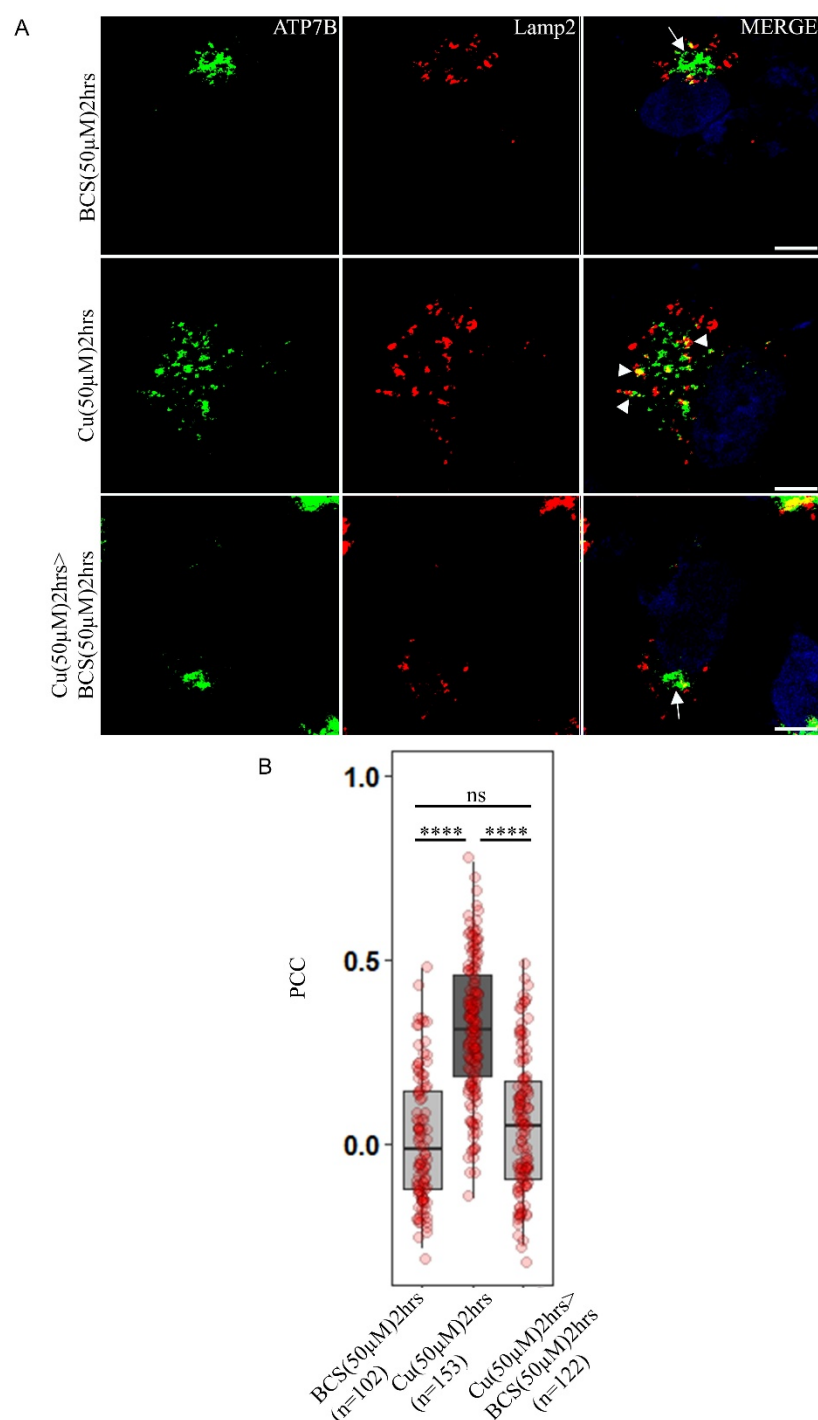 A
ATP7B
Lamp2
MERGE
BCS(50µM)2hrs
Cu(50µM)2hrs
Cu(50µM)2hrs>
BCS(50µM)2hrs
B
1.0
0.5
0.0
PCC
ns
****
****
BCS(50µM)2hrs
(n=102)
Cu(50µM)2hrs
(n=153)
Cu(50µM)2hrs>
BCS(50µM)2hrs
(n=122)